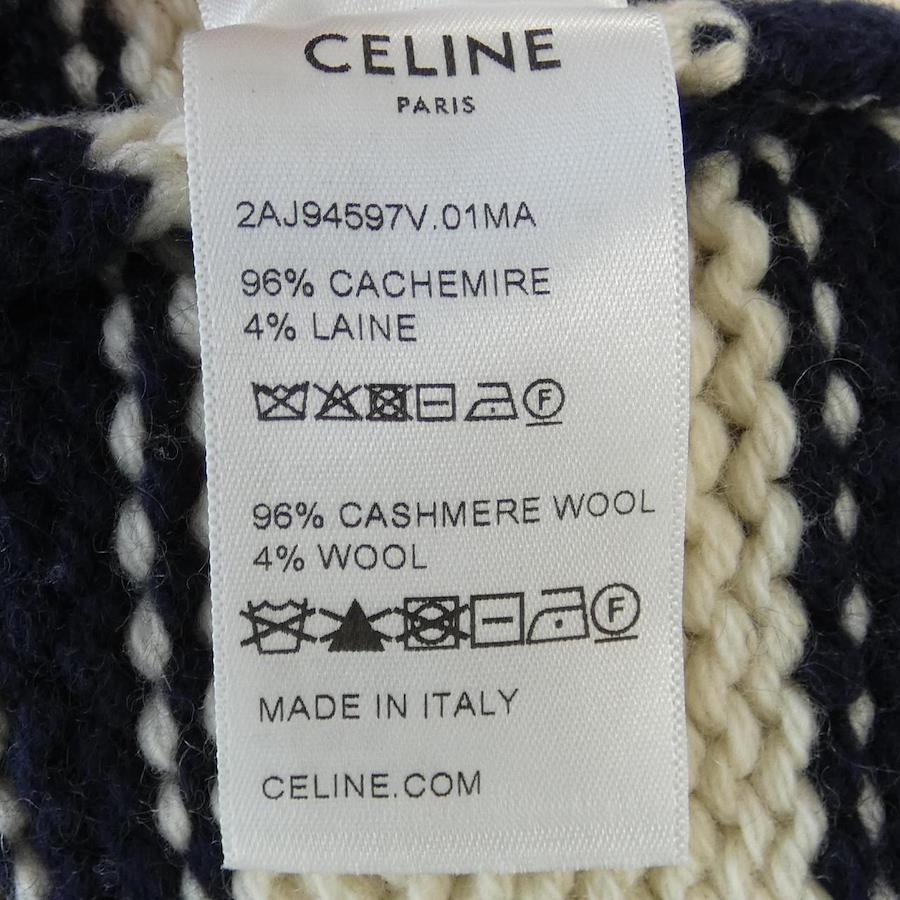 CELINE
PARIS
2AJ94597V.01MA
96% CACHEMIRE
4% LAINE
F
96% CASHMERE WOOL
4% WOOL
F
MADE IN ITALY
CELINE.COM